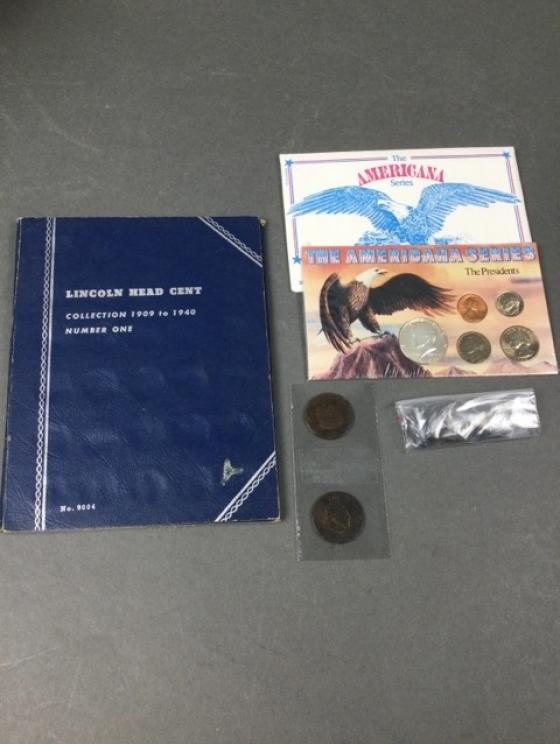 LINCOLN HEAD CENT
COLLECTION 1909 to 1940
NUMBER ONE
No. 9004
The
AMERICANA
Series
THE AMERICANA SERIES
The Presidents